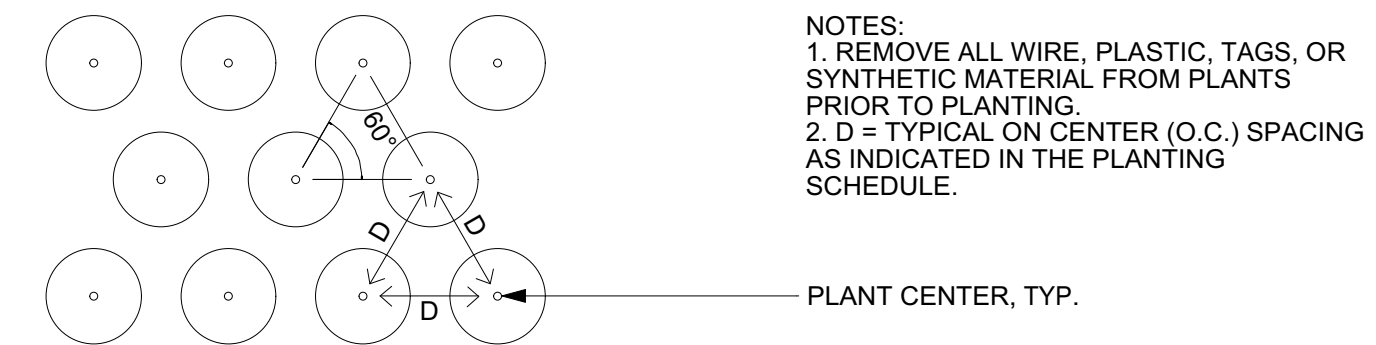 NOTES:
1. REMOVE ALL WIRE, PLASTIC, TAGS, OR
SYNTHETIC MATERIAL FROM PLANTS
PRIOR TO PLANTING.
2. D = TYPICAL ON CENTER (O.C.) SPACING
AS INDICATED IN THE PLANTING
SCHEDULE.
60°
D
D
D
PLANT CENTER, TYP.